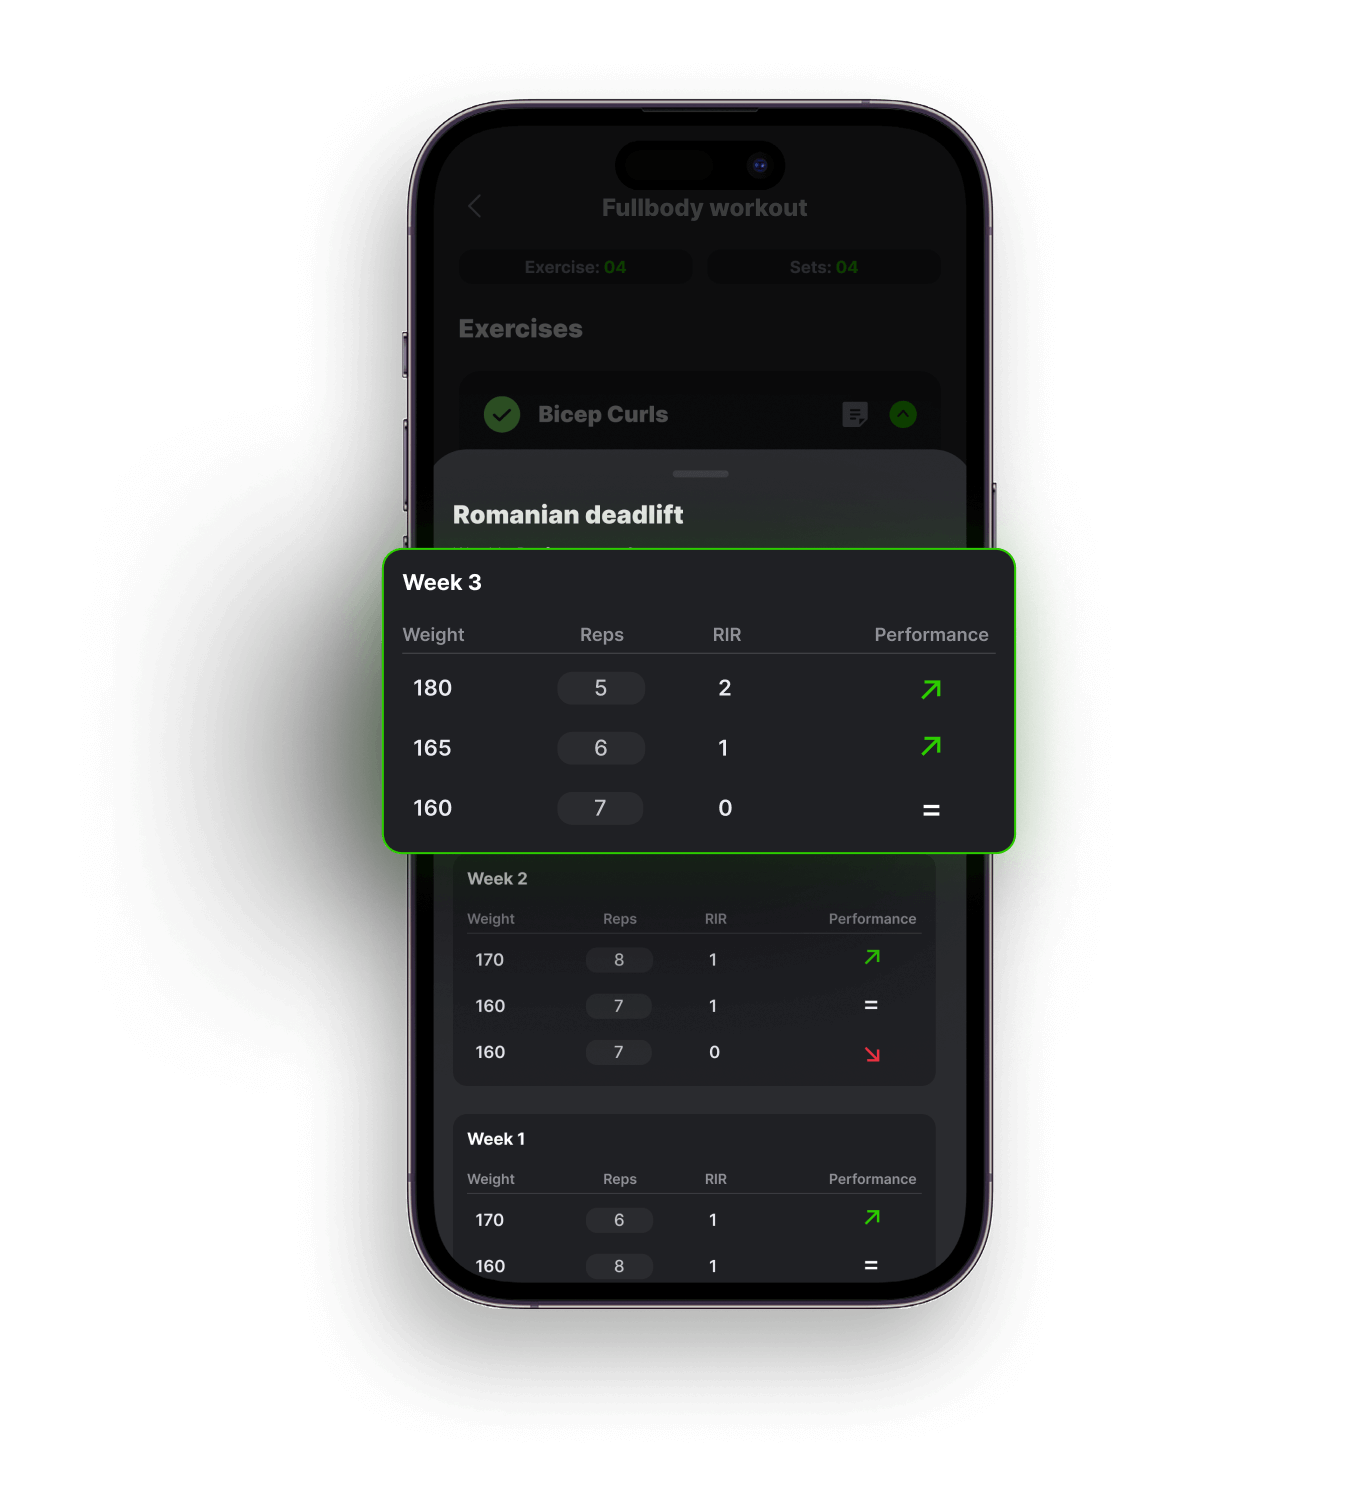 Fullbody workout
Exercise: 04 Sets: 04
Exercises
Bicep Curls
Romanian deadlift
Week 3
Weight Reps RIR Performance
180 5 2
165 6 1
160 7 0 =
Week 2
Weight Reps RIR Performance
170 8 1
160 7 1 =
160 7 0
Week 1
Weight Reps RIR Performance
170 6 1
160 8 1 =